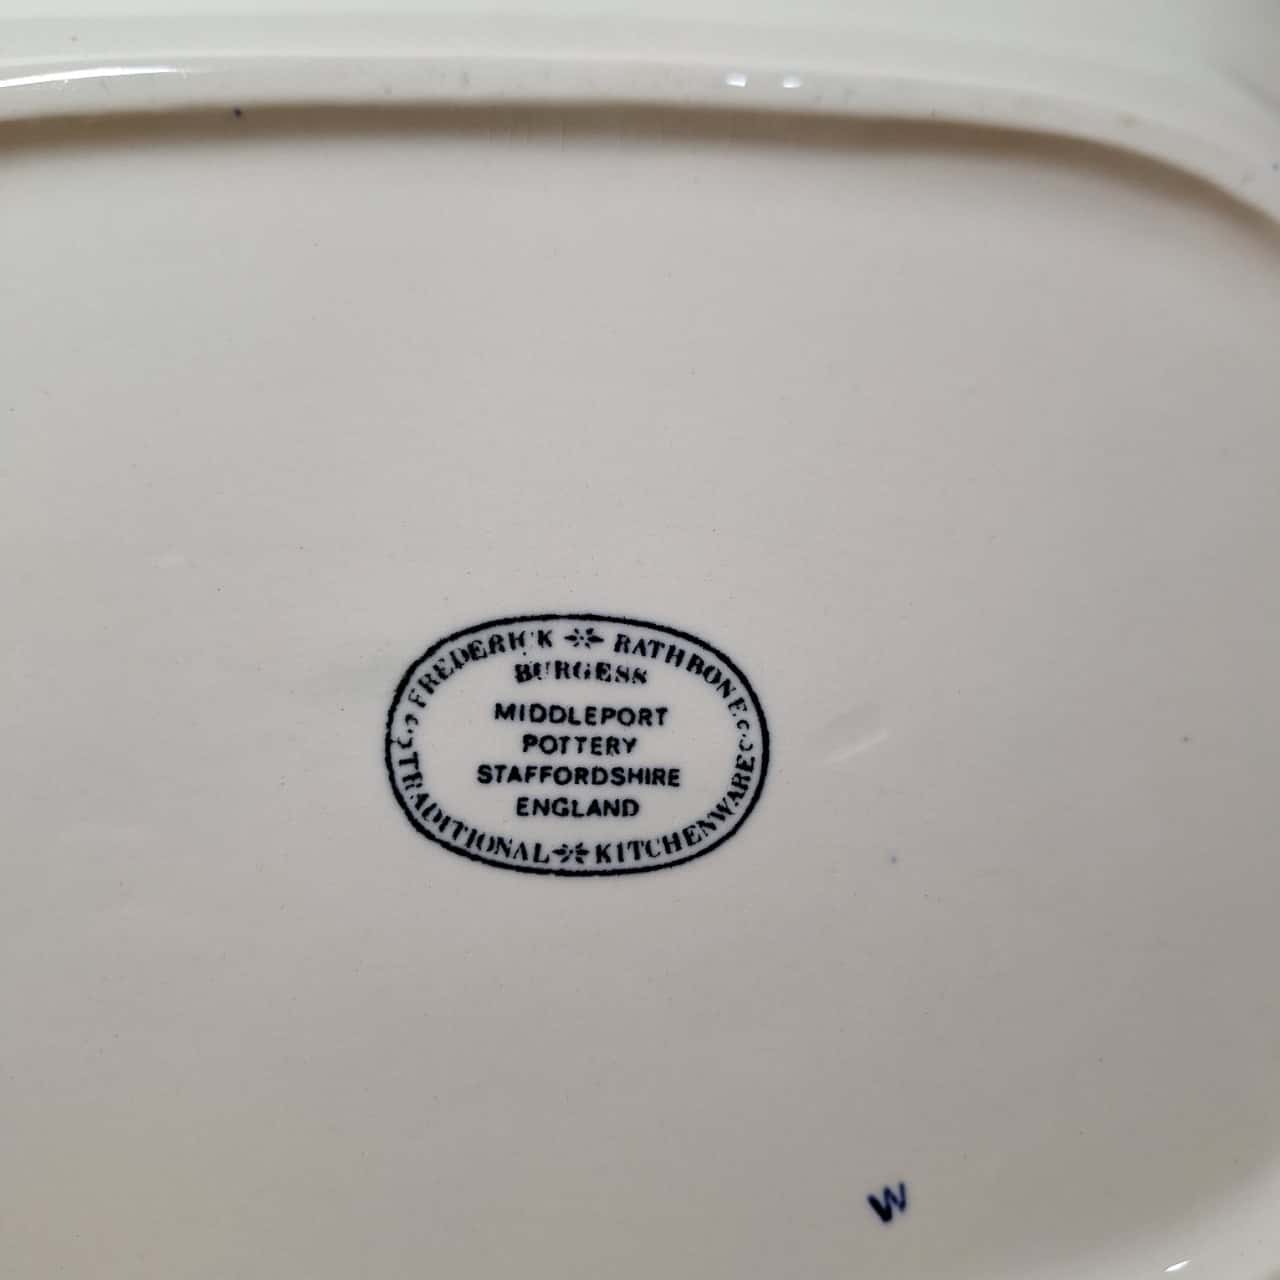 FREDERICK RATHBONE
BURGESS
MIDDLEPORT
POTTERY
STAFFORDSHIRE
ENGLAND
TRADITIONAL KITCHENWARE
W